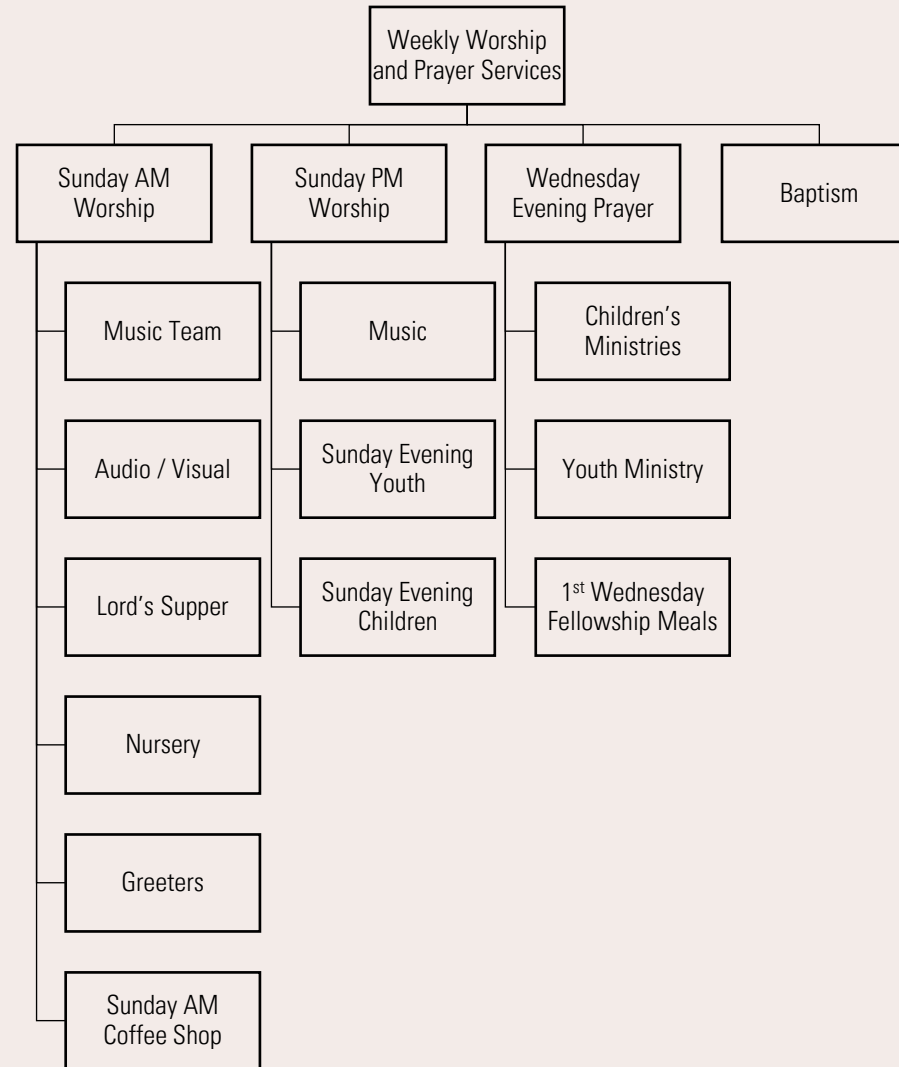 Weekly Worship
and Prayer Services
Sunday AM
Worship
Sunday PM
Worship
Wednesday
Evening Prayer
Baptism
Music Team
Audio / Visual
Lord's Supper
Nursery
Greeters
Sunday AM
Coffee Shop
Music
Sunday Evening
Youth
Sunday Evening
Children
Children's
Ministries
Youth Ministry
1st Wednesday
Fellowship Meals